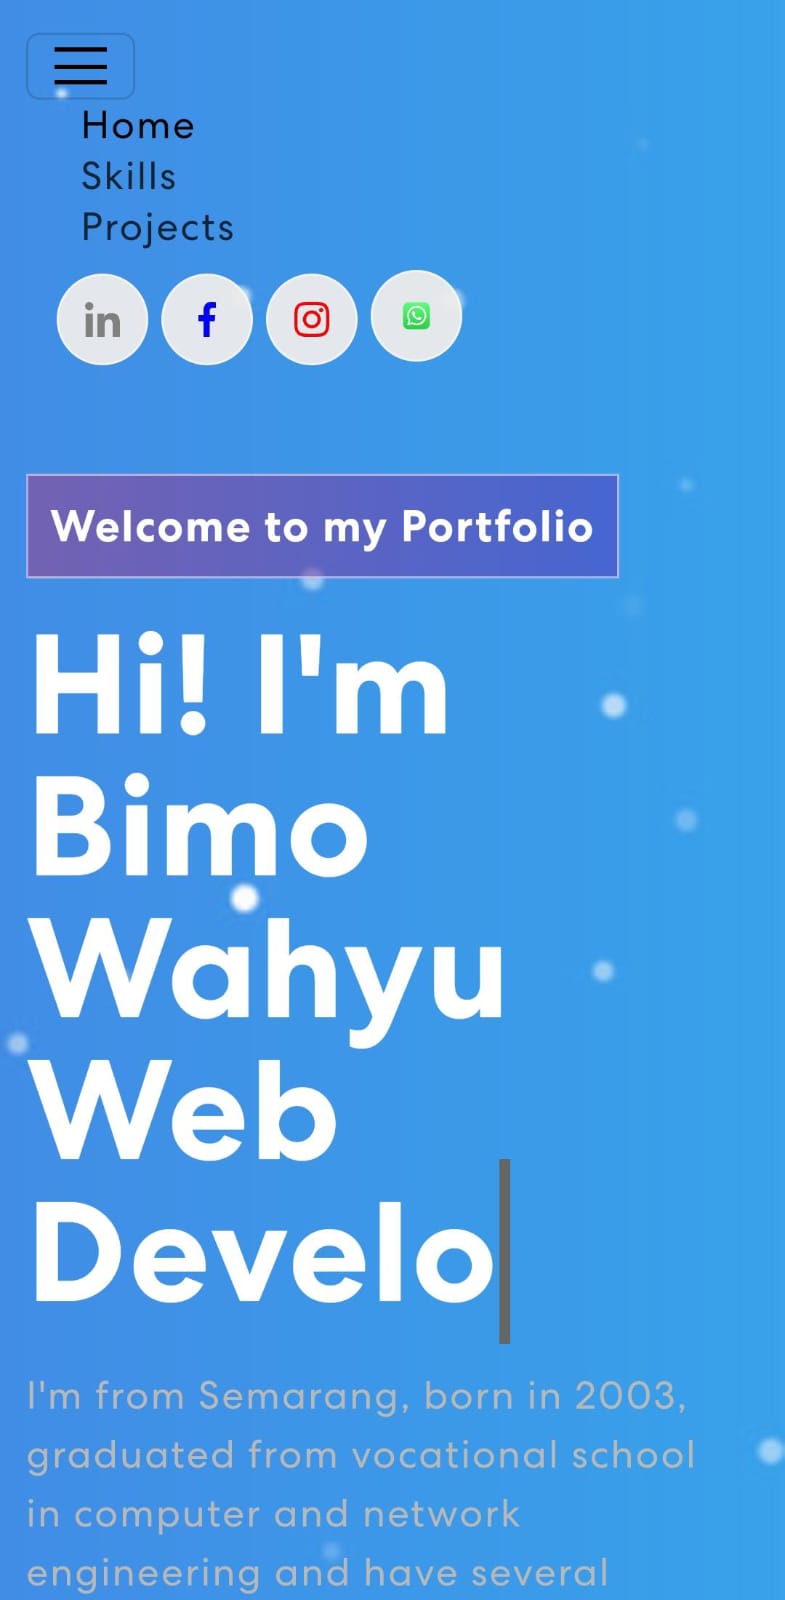 Home
Skills
Projects
in
f
Welcome to my Portfolio
Hi! I'm
Bimo
Wahyu
Web
Develo
I'm from Semarang, born in 2003,
graduated from vocational school
in computer and network
engineering and have several